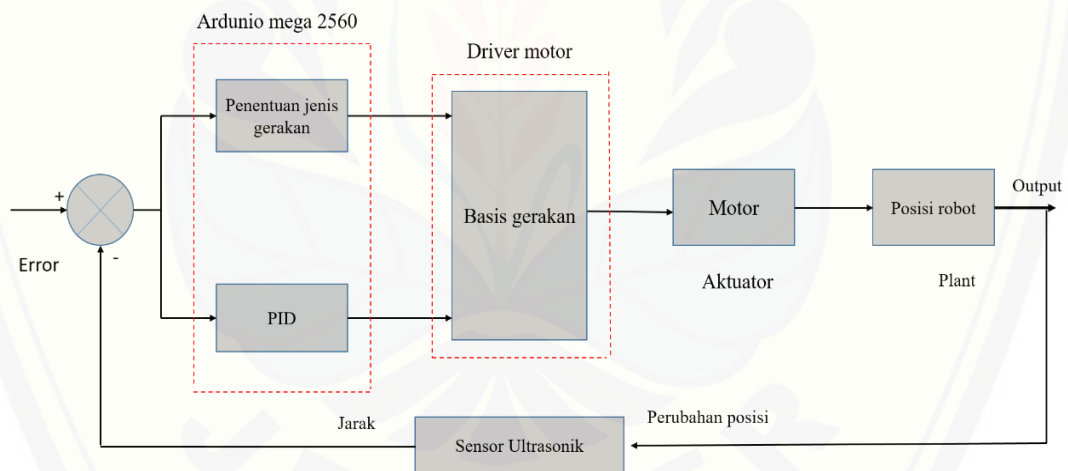 Ardunio mega 2560
Driver motor
Penentuan jenis
gerakan
+
Error
-
PID
Basis gerakan
Motor
Aktuator
Posisi robot
Plant
Output
Jarak
Sensor Ultrasonik
Perubahan posisi